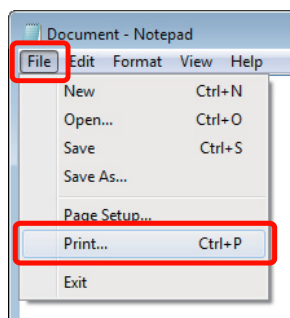 Document - Notepad
File Edit Format View Help
New Ctrl+N
Open... Ctrl+O
Save Ctrl+S
Save As...
Page Setup...
Print... Ctrl+P
Exit